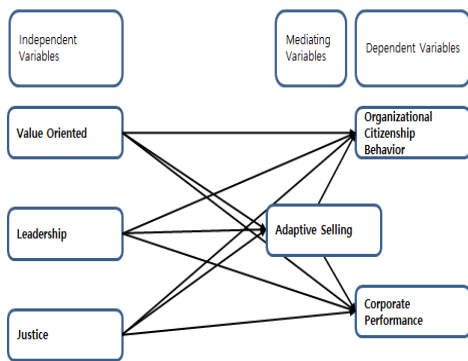 Independent
Variables
Mediating
Variables
Dependent Variables
Value Oriented
Organizational
Citizenship
Behavior
Leadership
Adaptive Selling
Justice
Corporate
Performance